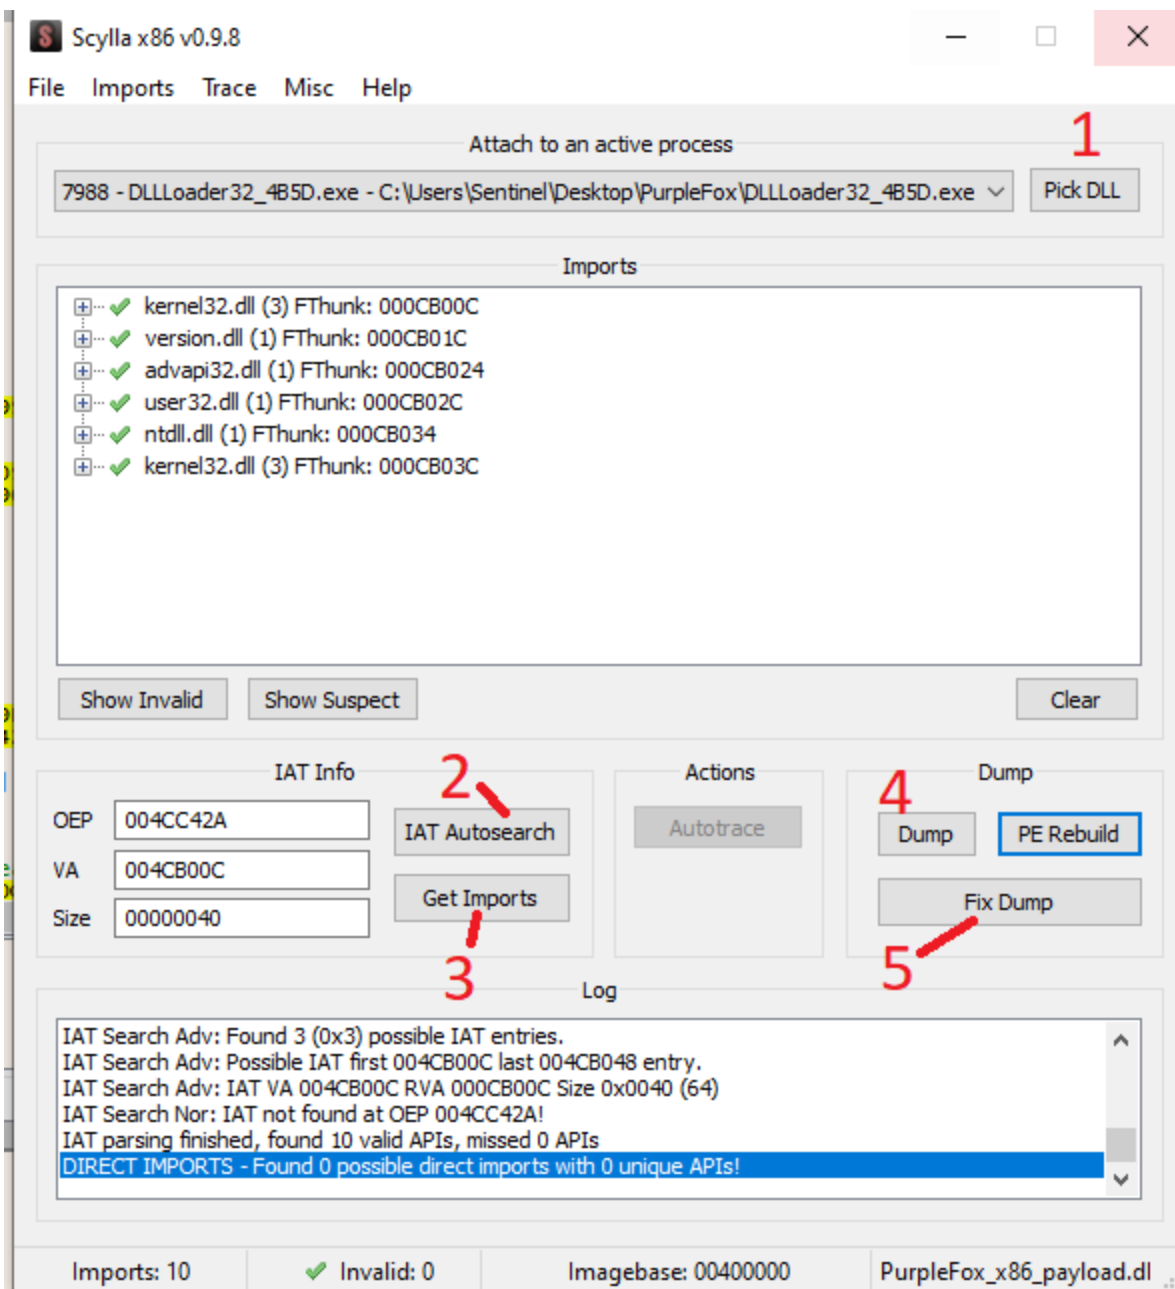 Scylla x86 v0.9.8
File Imports Trace Misc Help
1
Attach to an active process
7988 - DLLLoader32_4B5D.exe - C:\Users\Sentinel\Desktop\PurpleFox\DLLLoader32_4B5D.exe
Pick DLL
Imports
kernel32.dll (3) FThunk: 000CB00C
version.dll (1) FThunk: 000CB01C
advapi32.dll (1) FThunk: 000CB024
user32.dll (1) FThunk: 000CB02C
ntdll.dll (1) FThunk: 000CB034
kernel32.dll (3) FThunk: 000CB03C
Show Invalid
Show Suspect
Clear
IAT Info
2
OEP 004CC42A
IAT Autosearch
VA 004CB00C
Get Imports
Size 00000040
3
Actions
Autotrace
Dump
4
Dump
PE Rebuild
Fix Dump
5
Log
IAT Search Adv: Found 3 (0x3) possible IAT entries.
IAT Search Adv: Possible IAT first 004CB00C last 004CB048 entry.
IAT Search Adv: IAT VA 004CB00C RVA 000CB00C Size 0x0040 (64)
IAT Search Nor: IAT not found at OEP 004CC42A!
IAT parsing finished, found 10 valid APIs, missed 0 APIs
DIRECT IMPORTS - Found 0 possible direct imports with 0 unique APIs!
Imports: 10
Invalid: 0
Imagebase: 00400000
PurpleFox_x86_payload.dl